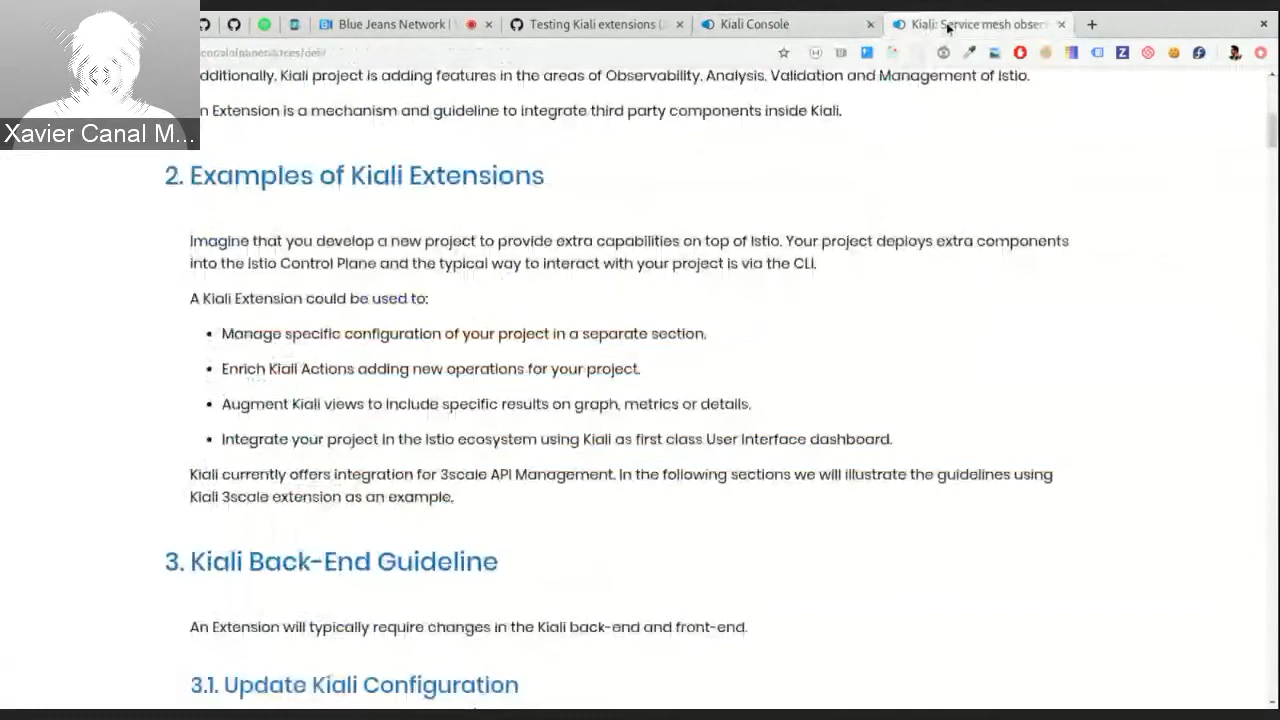 Blue Jeans Network |
Testing Kiali extensions (
Kiali Console
Kiali: Service mesh obser
Xavier Canal M...
dditionally, Kiali project is adding features in the areas of Observability, Analysis, Validation and Management of Istio.
n Extension is a mechanism and guideline to integrate third party components inside Kiali.
2. Examples of Kiali Extensions
Imagine that you develop a new project to provide extra capabilities on top of Istio. Your project deploys extra components
into the Istio Control Plane and the typical way to interact with your project is via the CLI.
A Kiali Extension could be used to:
• Manage specific configuration of your project in a separate section.
• Enrich Kiali Actions adding new operations for your project.
• Augment Kiali views to include specific results on graph, metrics or details.
• Integrate your project in the Istio ecosystem using Kiali as first class User Interface dashboard.
Kiali currently offers integration for 3scale API Management. In the following sections we will illustrate the guidelines using
Kiali 3scale extension as an example.
3. Kiali Back-End Guideline
An Extension will typically require changes in the Kiali back-end and front-end.
3.1. Update Kiali Configuration